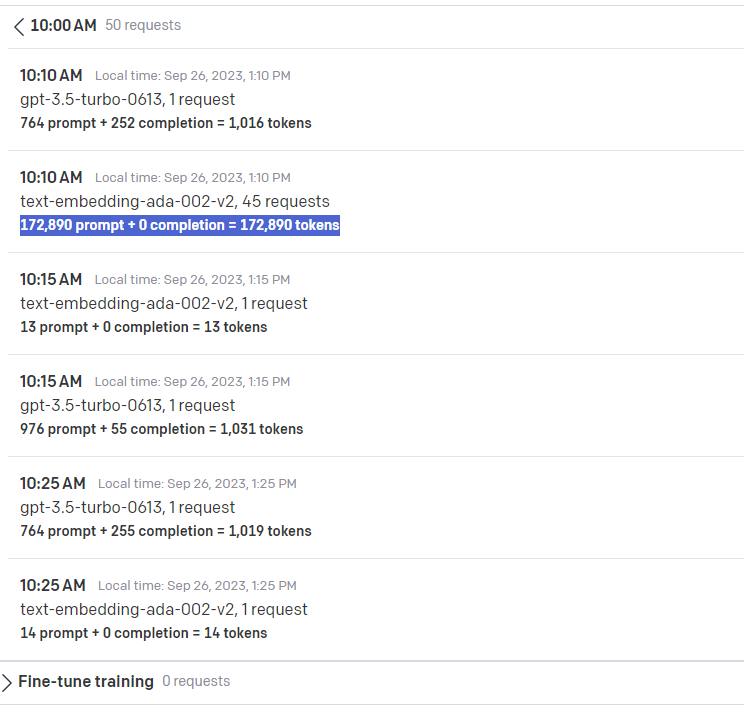 10:00 AM 50 requests
10:10 AM Local time: Sep 26, 2023, 1:10 PM
gpt-3.5-turbo-0613, 1 request
764 prompt + 252 completion = 1,016 tokens
10:10 AM Local time: Sep 26, 2023, 1:10 PM
text-embedding-ada-002-v2, 45 requests
172,890 prompt + 0 completion = 172,890 tokens
10:15 AM Local time: Sep 26, 2023, 1:15 PM
text-embedding-ada-002-v2, 1 request
13 prompt + 0 completion = 13 tokens
10:15 AM Local time: Sep 26, 2023, 1:15 PM
gpt-3.5-turbo-0613, 1 request
976 prompt + 55 completion = 1,031 tokens
10:25 AM Local time: Sep 26, 2023, 1:25 PM
gpt-3.5-turbo-0613, 1 request
764 prompt + 255 completion = 1,019 tokens
10:25 AM Local time: Sep 26, 2023, 1:25 PM
text-embedding-ada-002-v2, 1 request
14 prompt + 0 completion = 14 tokens
Fine-tune training 0 requests